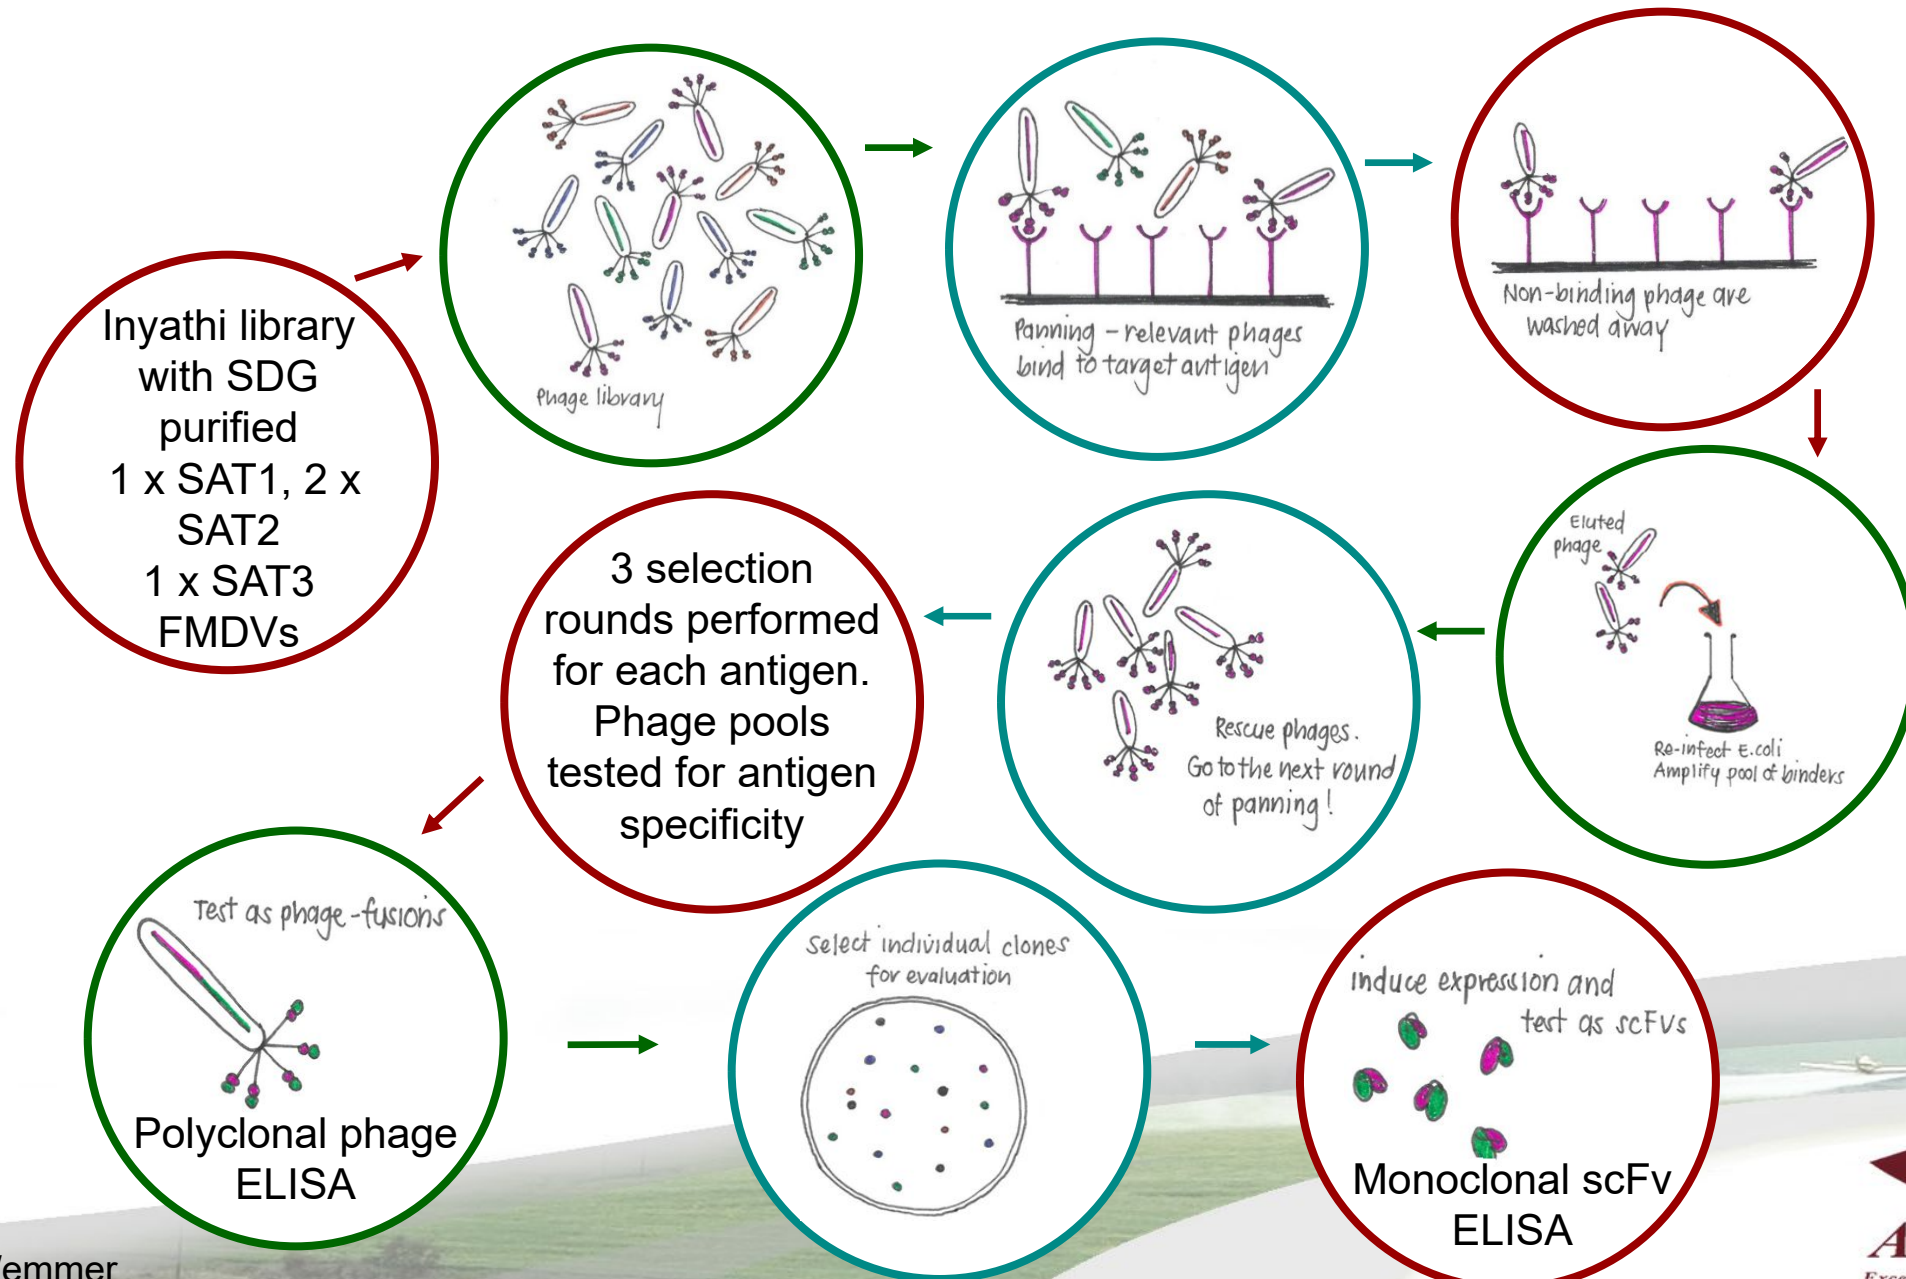 Inyathi library
with SDG
purified
1 x SAT1, 2 x
SAT2
1 x SAT3
FMDVs
Phage library
Panning - relevant phages
bind to target antigen
Non-binding phage are
washed away
Eluted
phage
Re-infect E.coli
Amplify pool of binders
Rescue phages.
Go to the next round
of panning!
3 selection
rounds performed
for each antigen.
Phage pools
tested for antigen
specificity
Test as phage-fusions
Polyclonal phage
ELISA
Select individual clones
for evaluation
induce expression and
test as scFVs
Monoclonal scFv
ELISA